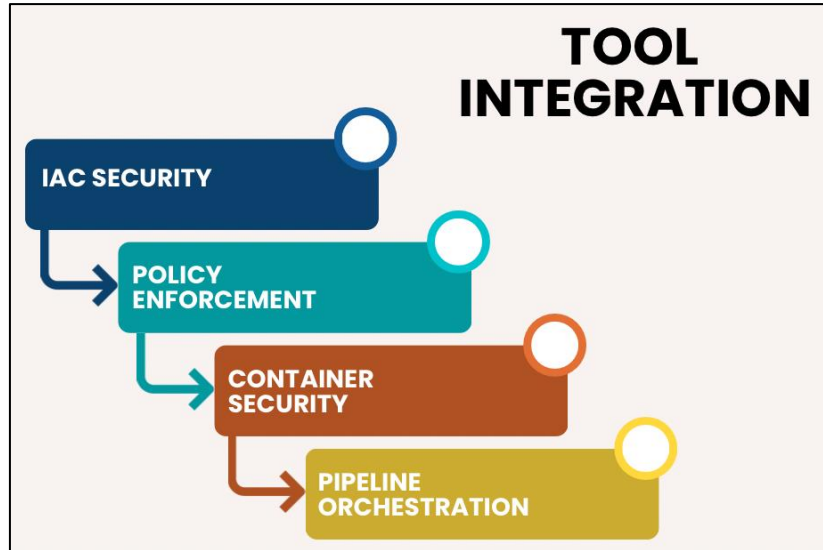 TOOL
INTEGRATION
IAC SECURITY
POLICY
ENFORCEMENT
CONTAINER
SECURITY
PIPELINE
ORCHESTRATION